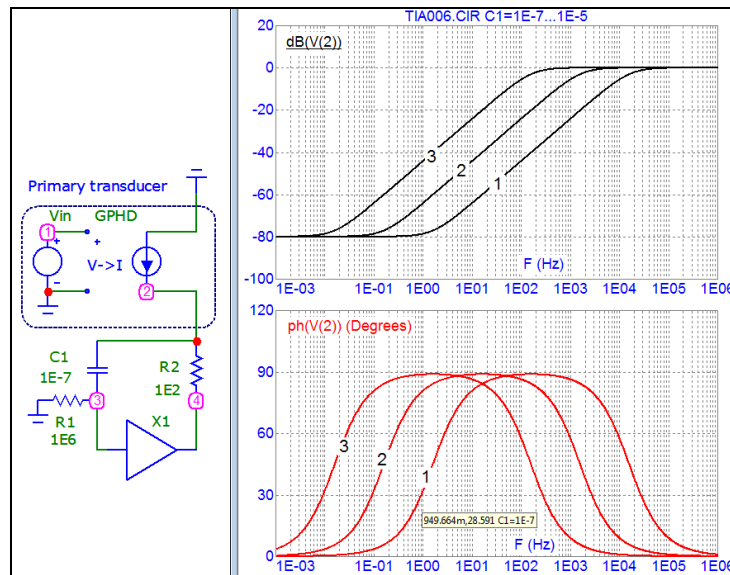 TIA006.CIR C1=1E-7...1E-5
dB(V(2))
20
0
-20
-40
-60
-80
-100
3
2
1
F (Hz)
1E-03
1E-01
1E00
1E01
1E02
1E03
1E04
1E05
1E06
Primary transducer
Vin GPHD
1
+
+
V->I
-
-
2
C1
1E-7
R2
1E2
3
4
R1
1E6
X1
ph(V(2)) (Degrees)
120
90
60
30
0
3
2
1
949.664m,28.591 C1=1E-7
F (Hz)
1E-03
1E-01
1E00
1E01
1E02
1E03
1E04
1E05
1E06